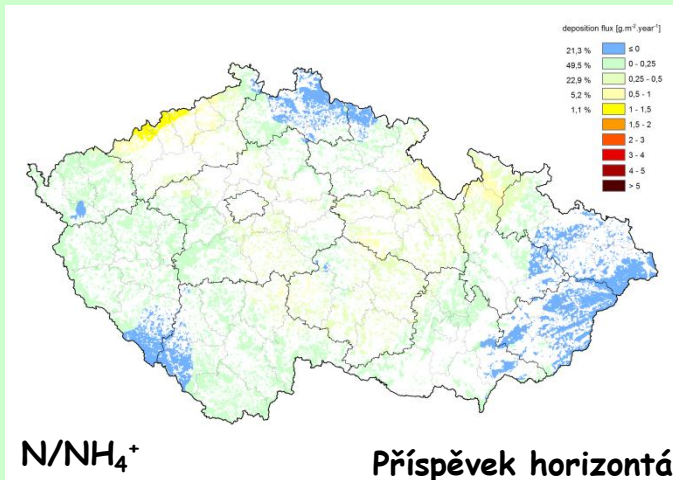 deposition flux [g.m⁻².year⁻¹]
21,3 % ≤ 0
49,5 % 0 - 0,25
22,9 % 0,25 - 0,5
5,2 % 0,5 - 1
1,1 % 1 - 1,5
1,5 - 2
2 - 3
3 - 4
4 - 5
> 5
N/NH₄⁺
Příspěvek horizontá